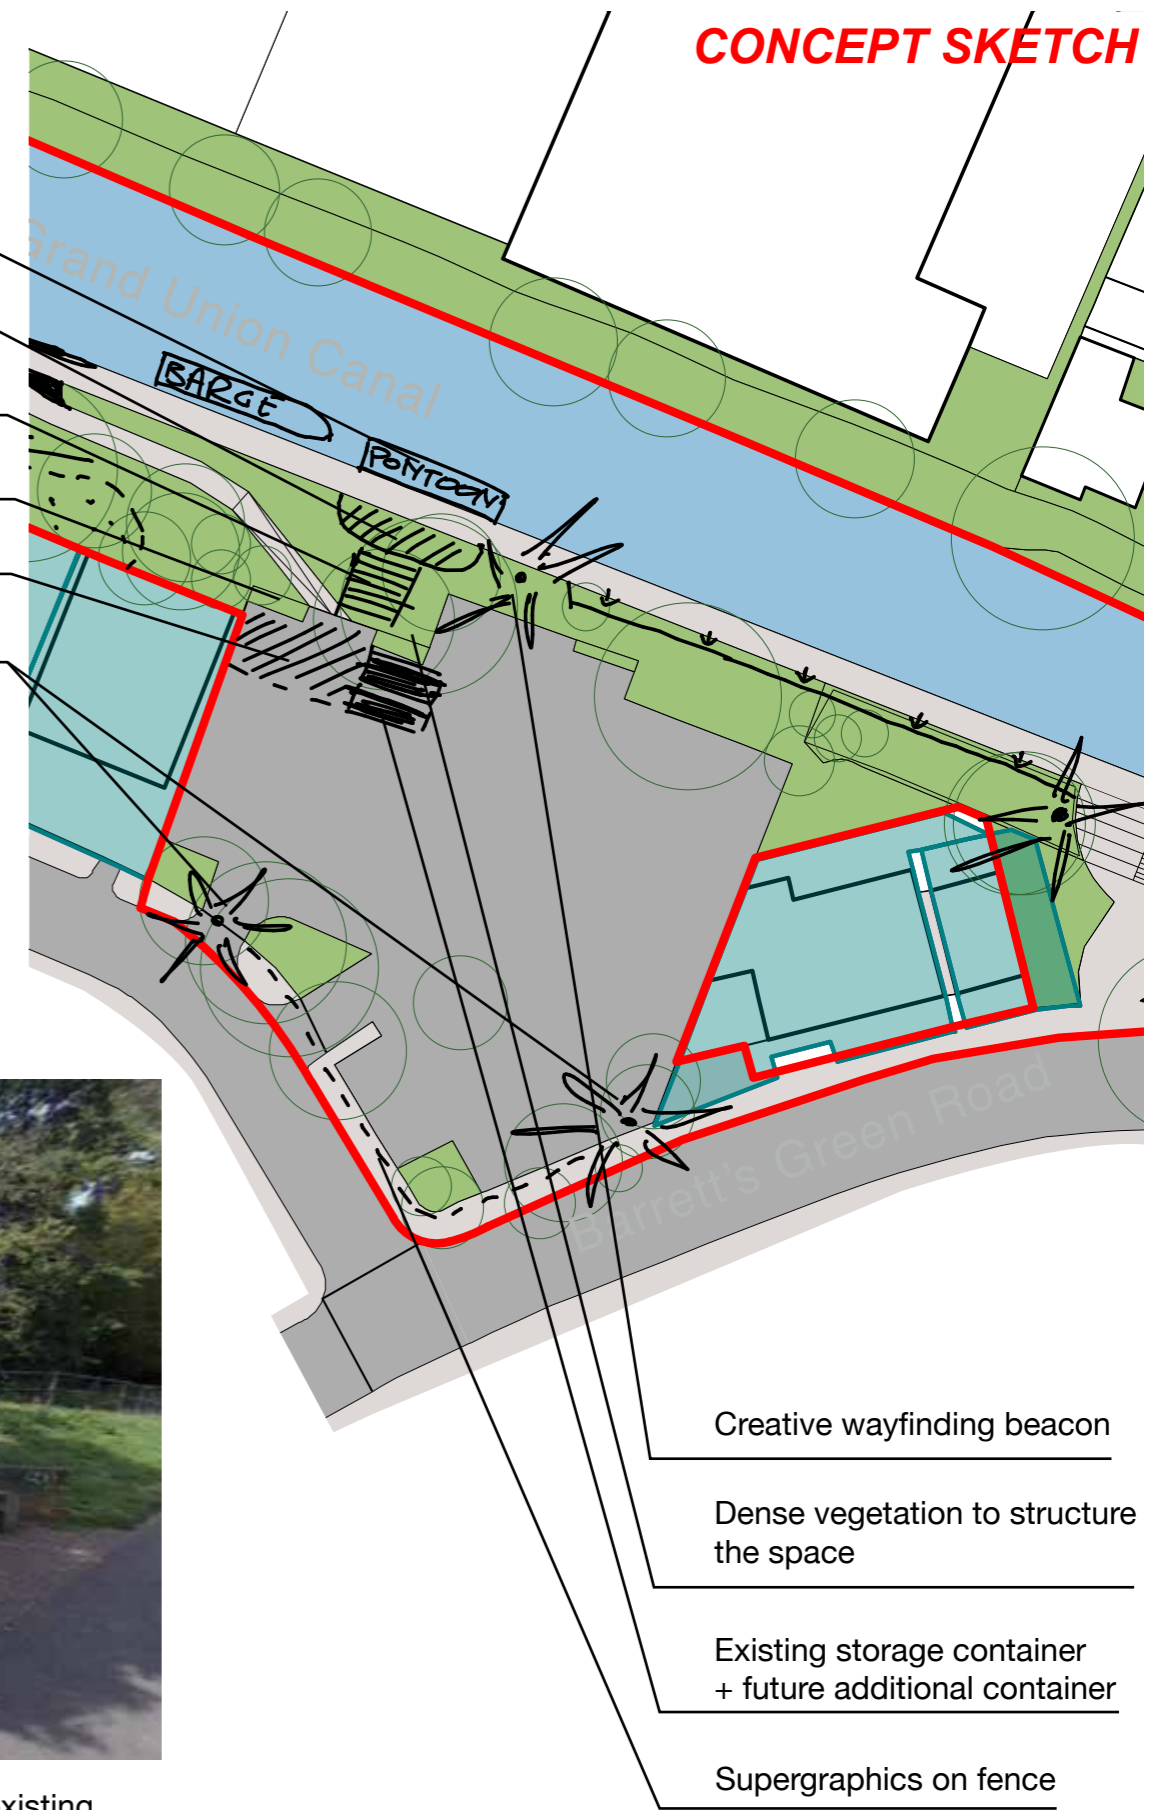 CONCEPT SKETCH
Grand Union Canal
BARGE
PONTOON
Barrett's Green Road
Creative wayfinding beacon
Dense vegetation to structure
the space
Existing storage container
+ future additional container
Supergraphics on fence
existing